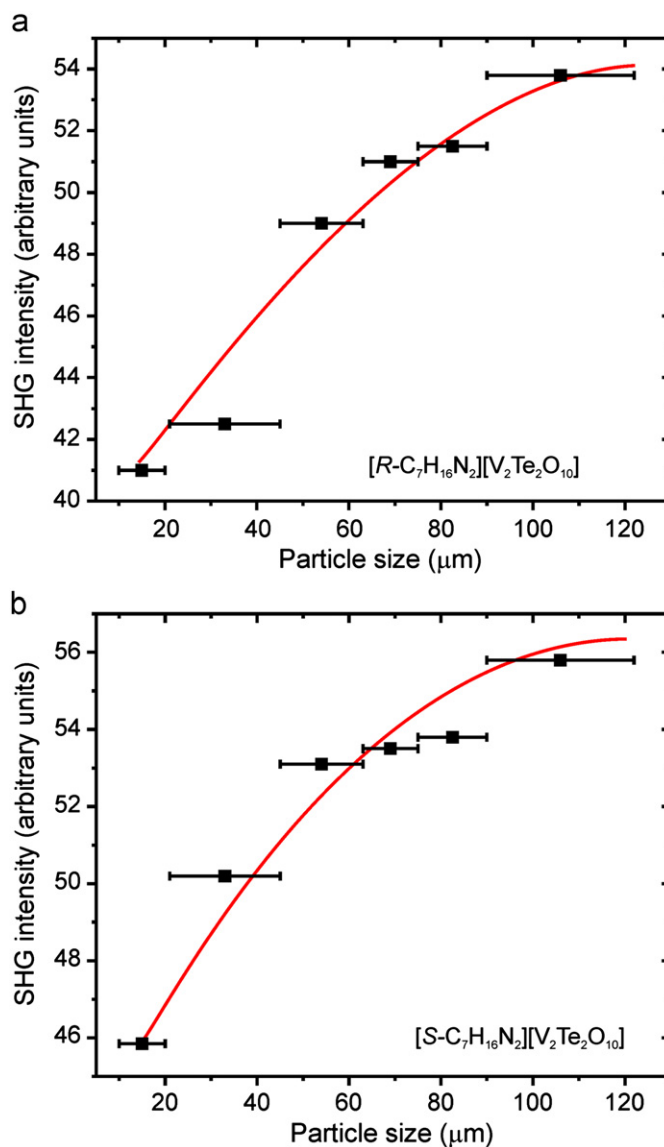 a
54
52
50
48
46
44
42
40
SHG intensity (arbitrary units)
[R-C₇H₁₆N₂][V₂Te₂O₁₀]
20 40 60 80 100 120
Particle size (μm)
b
56
54
52
50
48
46
SHG intensity (arbitrary units)
[S-C₇H₁₆N₂][V₂Te₂O₁₀]
20 40 60 80 100 120
Particle size (μm)